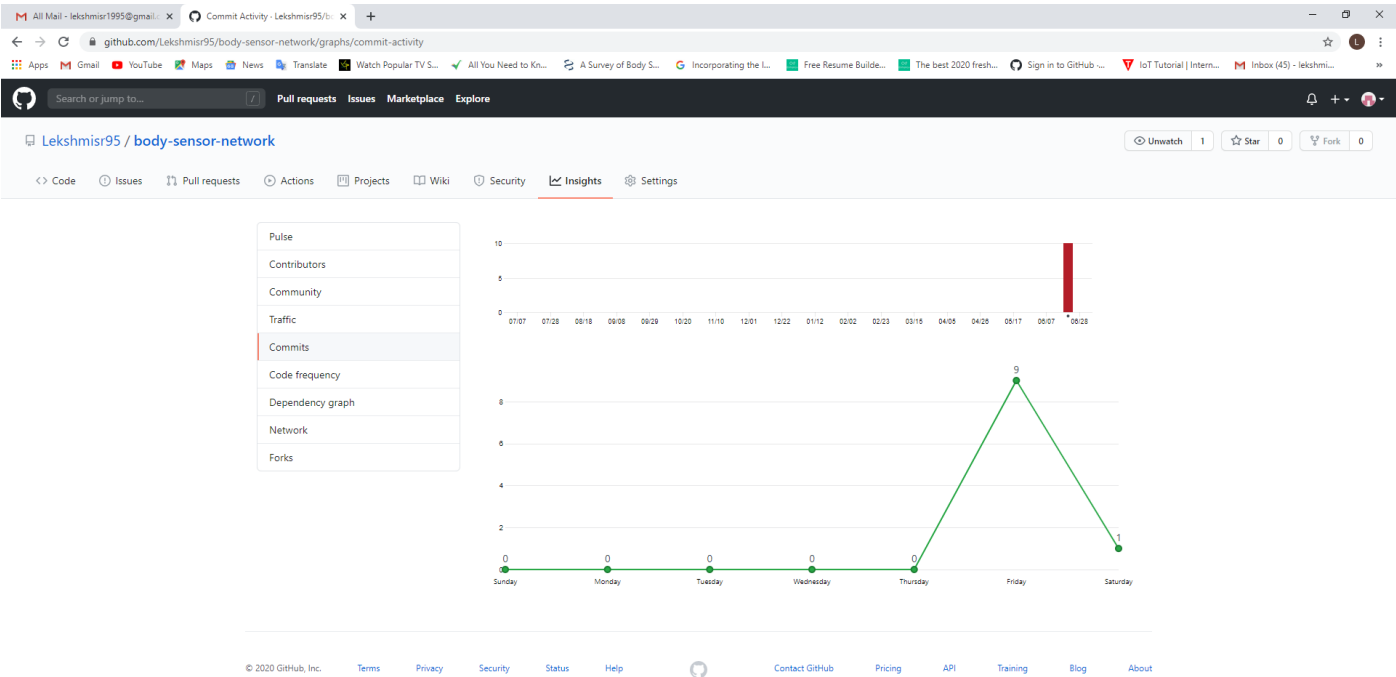 All Mail - lekshmisr1995@gmail.c
Commit Activity · Lekshmisr95/bo
github.com/Lekshmisr95/body-sensor-network/graphs/commit-activity
L
Apps Gmail YouTube Maps News Translate Watch Popular TV S... All You Need to Kn... A Survey of Body S... Incorporating the I... Free Resume Builde... The best 2020 fresh... Sign in to GitHub ·... IoT Tutorial | Intern... Inbox (45) - lekshmi... »
Search or jump to... / Pull requests Issues Marketplace Explore
Lekshmisr95 / body-sensor-network
Unwatch 1 Star 0 Fork 0
Code Issues Pull requests Actions Projects Wiki Security Insights Settings
Pulse
Contributors
Community
Traffic
Commits
Code frequency
Dependency graph
Network
Forks
10
5
0
07/07 07/28 08/18 09/08 09/29 10/20 11/10 12/01 12/22 01/12 02/02 02/23 03/15 04/05 04/26 05/17 06/07 06/28
9
8
6
4
2
1
0 0 0 0 0
0
Sunday Monday Tuesday Wednesday Thursday Friday Saturday
© 2020 GitHub, Inc. Terms Privacy Security Status Help Contact GitHub Pricing API Training Blog About